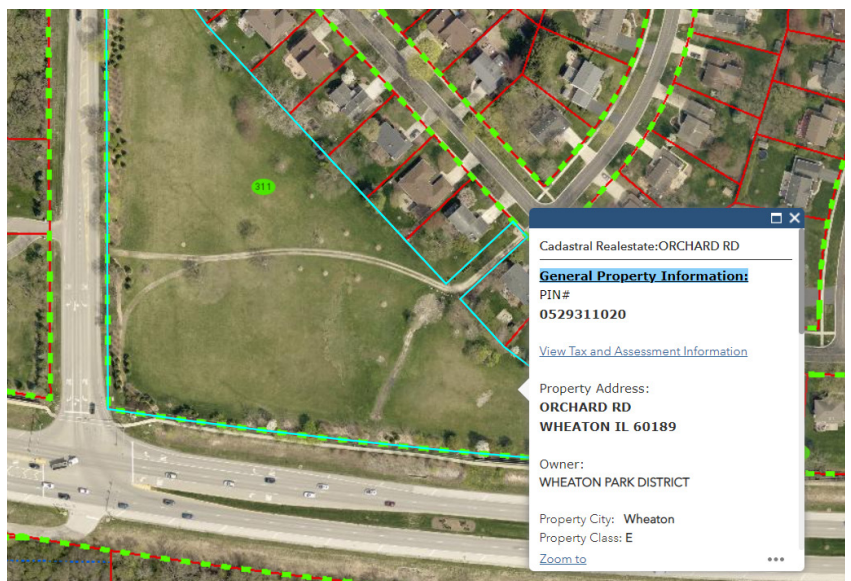 311
Cadastral Realestate:ORCHARD RD
General Property Information:
PIN#
0529311020
View Tax and Assessment Information
Property Address:
ORCHARD RD
WHEATON IL 60189
Owner:
WHEATON PARK DISTRICT
Property City: Wheaton
Property Class: E
Zoom to